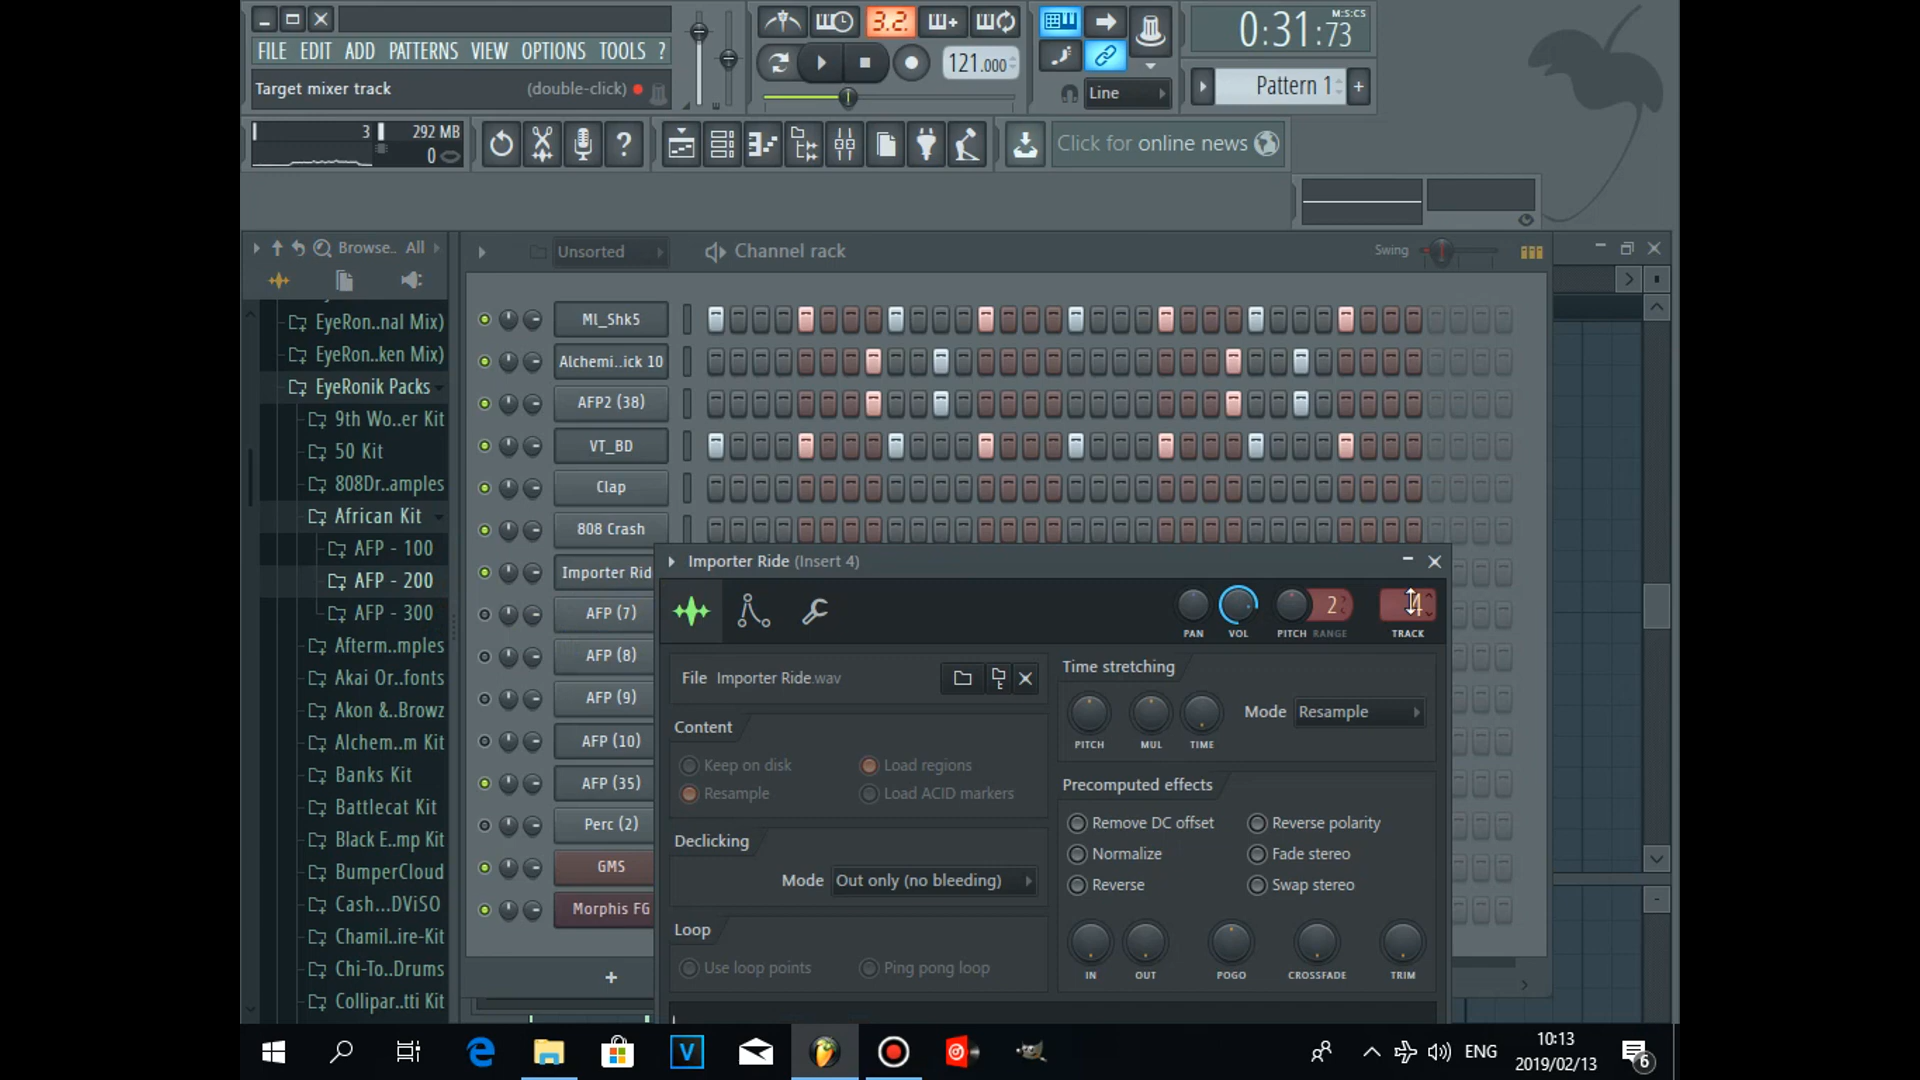 FILE EDIT ADD PATTERNS VIEW OPTIONS TOOLS ?
Target mixer track (double-click)
3.2.
121.000
Line
M:S:CS
0:31:73
Pattern 1
+
3 292 MB
0
?
Click for online news
Browse.. All
Unsorted
Channel rack
Swing
EyeRon..nal Mix)
EyeRon..ken Mix)
EyeRonik Packs
9th Wo..er Kit
50 Kit
808Dr..amples
African Kit
AFP - 100
AFP - 200
AFP - 300
Afterm..mples
Akai Or..fonts
Akon &..Browz
Alchem..m Kit
Banks Kit
Battlecat Kit
Black E..mp Kit
BumperCloud
Cash...DViSO
Chamil..ire-Kit
Chi-To..Drums
Collipar..tti Kit
ML_Shk5
Alchemi..ick 10
AFP2 (38)
VT_BD
Clap
808 Crash
Importer Rid
AFP (7)
AFP (8)
AFP (9)
AFP (10)
AFP (35)
Perc (2)
GMS
Morphis FG
+
Importer Ride (Insert 4)
2
4
PAN VOL PITCH RANGE TRACK
File Importer Ride.wav
Content
Keep on disk Load regions
Resample Load ACID markers
Declicking
Mode Out only (no bleeding)
Loop
Use loop points Ping pong loop
Time stretching
PITCH MUL TIME
Mode Resample
Precomputed effects
Remove DC offset Reverse polarity
Normalize Fade stereo
Reverse Swap stereo
IN OUT POGO CROSSFADE TRIM
V
ENG
10:13
2019/02/13
6